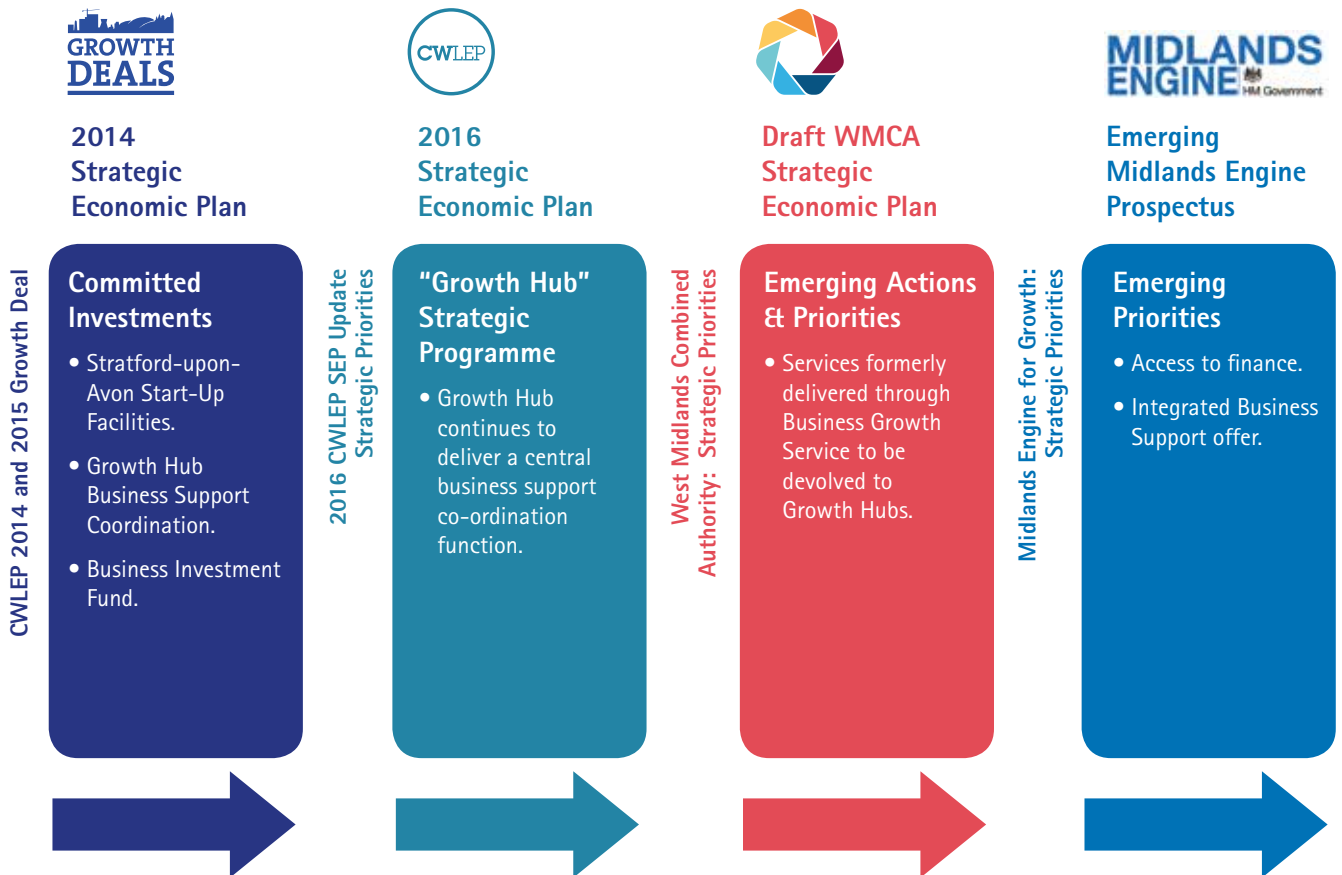 GROWTH
DEALS
2014
Strategic
Economic Plan
CWLEP 2014 and 2015 Growth Deal
Committed
Investments
• Stratford-upon-
Avon Start-Up
Facilities.
• Growth Hub
Business Support
Coordination.
• Business Investment
Fund.
CWLEP
2016
Strategic
Economic Plan
2016 CWLEP SEP Update
Strategic Priorities
"Growth Hub"
Strategic
Programme
• Growth Hub
continues to
deliver a central
business support
co-ordination
function.
Draft WMCA
Strategic
Economic Plan
West Midlands Combined
Authority: Strategic Priorities
Emerging Actions
& Priorities
• Services formerly
delivered through
Business Growth
Service to be
devolved to
Growth Hubs.
MIDLANDS
ENGINE
HM Government
Emerging
Midlands Engine
Prospectus
Midlands Engine for Growth:
Strategic Priorities
Emerging
Priorities
• Access to finance.
• Integrated Business
Support offer.